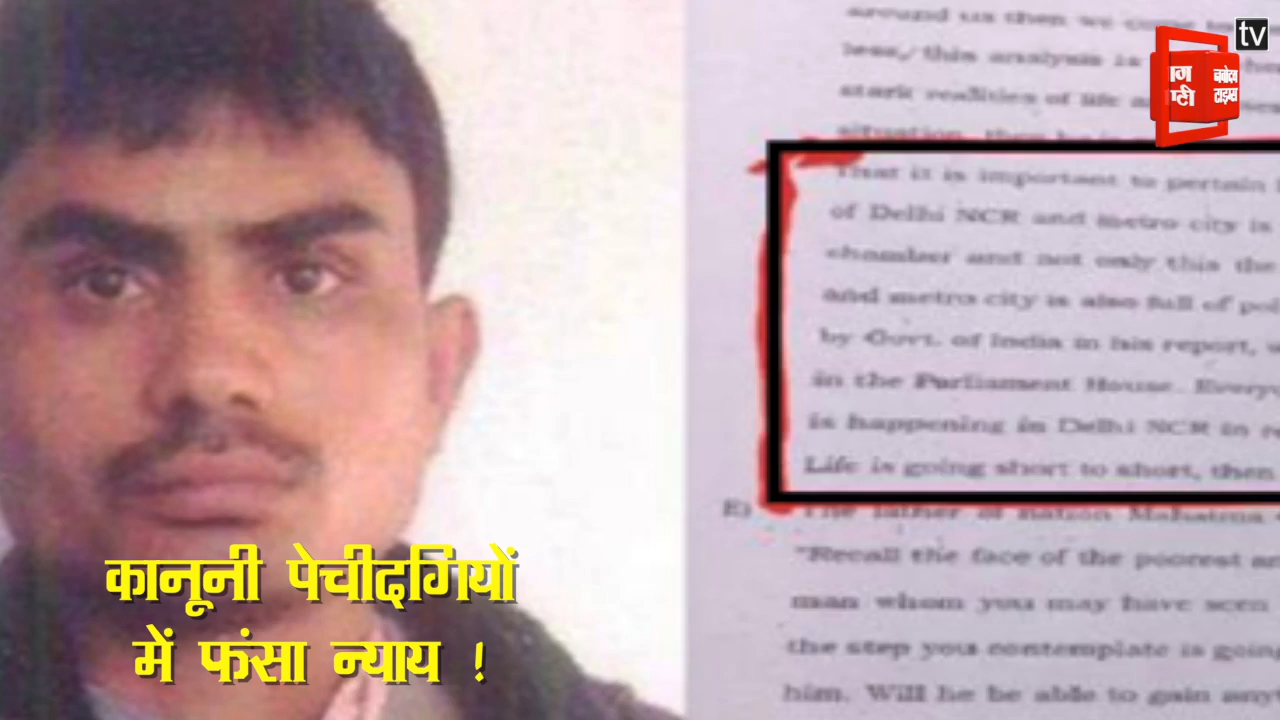 tv
कानूनी पेचीदगियों
में फंसा न्याय !
around us then we come
less, this analysis is
stark realities of life
situation, then he is
That it is important to pertain
of Delhi NCR and metro city is
chamber and not only this the
and metro city is also full of
by Govt. of India in his report,
in the Parliament House.
is happening in Delhi NCR in
Life is going short to short, then
E) The father of nation Mahatma
"Recall the face of the poorest
man whom you may have seen
the step you contemplate is going
him. Will he be able to gain